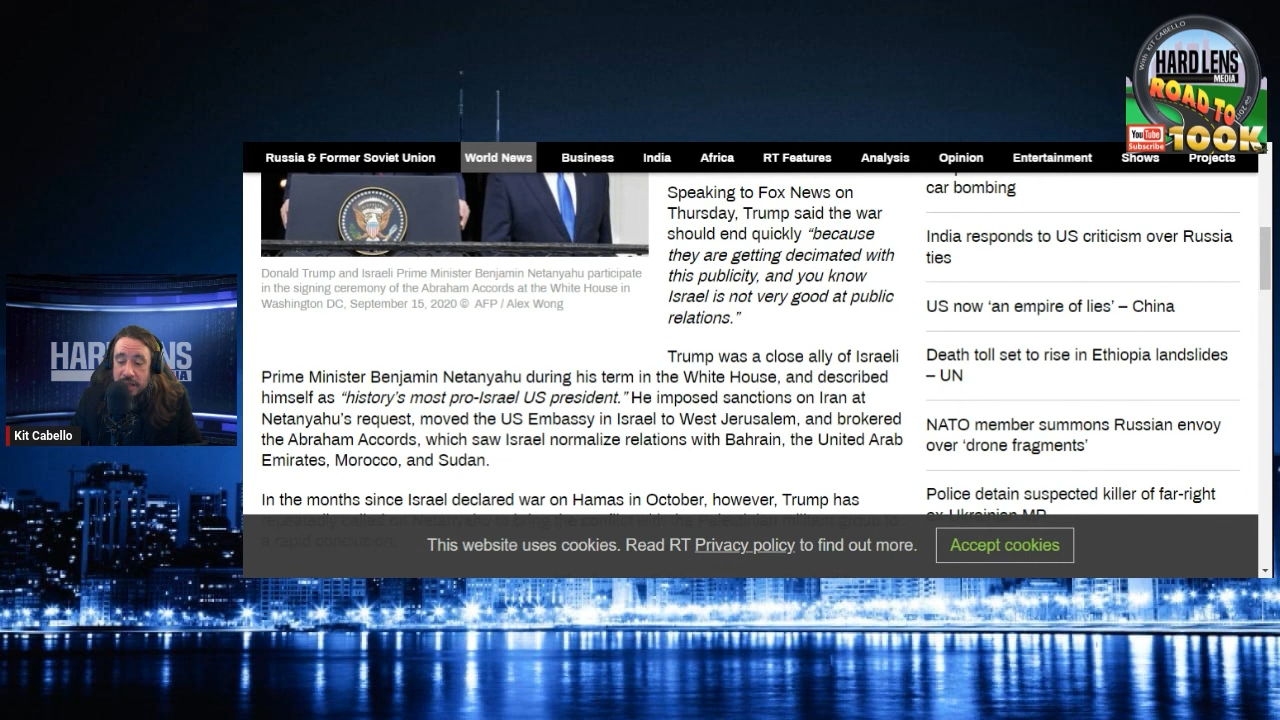 With KIT CABELLO
HARD LENS
MEDIA
ROAD TO
100K
YouTube
Subscribe
Russia & Former Soviet Union
World News
Business
India
Africa
RT Features
Analysis
Opinion
Entertainment
Shows
Projects
Donald Trump and Israeli Prime Minister Benjamin Netanyahu participate
in the signing ceremony of the Abraham Accords at the White House in
Washington DC, September 15, 2020 © AFP / Alex Wong
Speaking to Fox News on
Thursday, Trump said the war
should end quickly “because
they are getting decimated with
this publicity, and you know
Israel is not very good at public
relations.”
Trump was a close ally of Israeli
Prime Minister Benjamin Netanyahu during his term in the White House, and described
himself as “history's most pro-Israel US president.” He imposed sanctions on Iran at
Netanyahu's request, moved the US Embassy in Israel to West Jerusalem, and brokered
the Abraham Accords, which saw Israel normalize relations with Bahrain, the United Arab
Emirates, Morocco, and Sudan.
In the months since Israel declared war on Hamas in October, however, Trump has
a rapid conclusion.
car bombing
India responds to US criticism over Russia
ties
US now ‘an empire of lies’ – China
Death toll set to rise in Ethiopia landslides
– UN
NATO member summons Russian envoy
over ‘drone fragments’
Police detain suspected killer of far-right
ex-Ukrainian MP
This website uses cookies. Read RT Privacy policy to find out more.
Accept cookies
HARD LENS
Kit Cabello